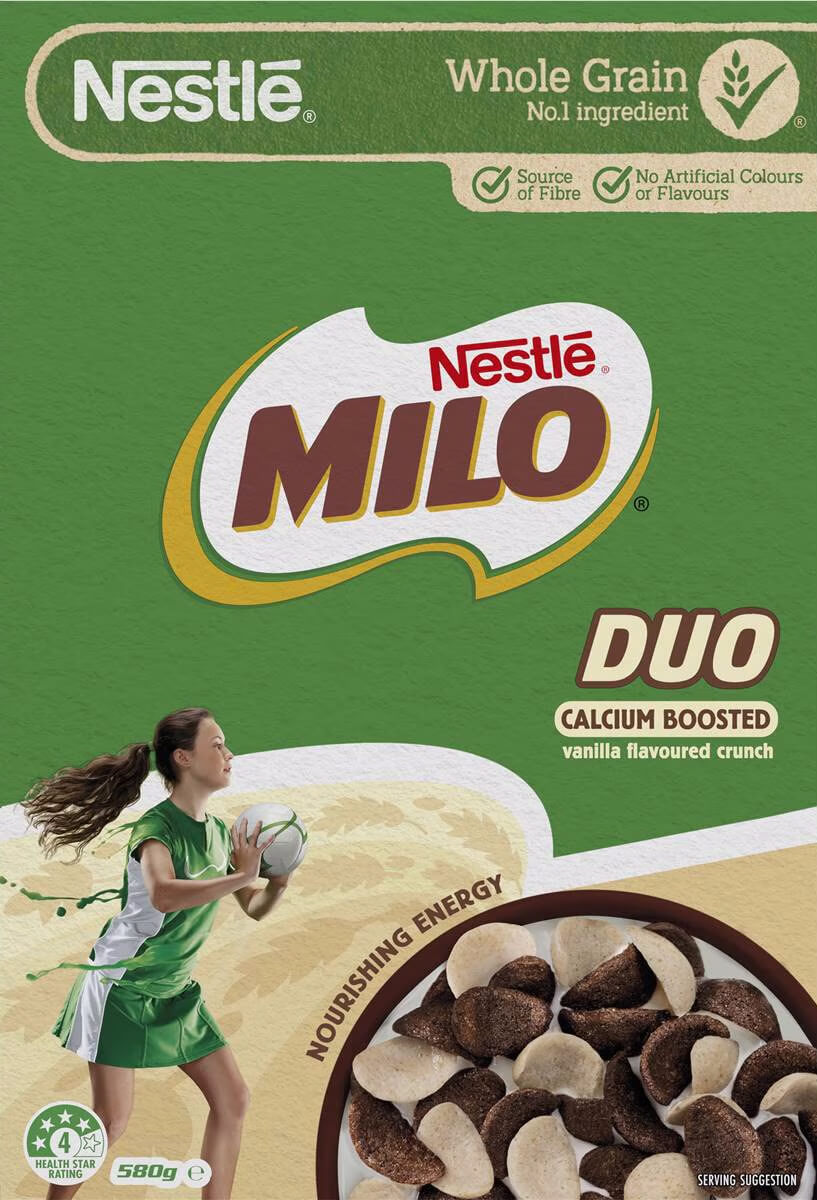 Nestlé®
Whole Grain
No.1 ingredient
®
Source
of Fibre
No Artificial Colours
or Flavours
Nestlé®
MILO
®
DUO
CALCIUM BOOSTED
vanilla flavoured crunch
NOURISHING ENERGY
4
HEALTH STAR
RATING
580g e
SERVING SUGGESTION